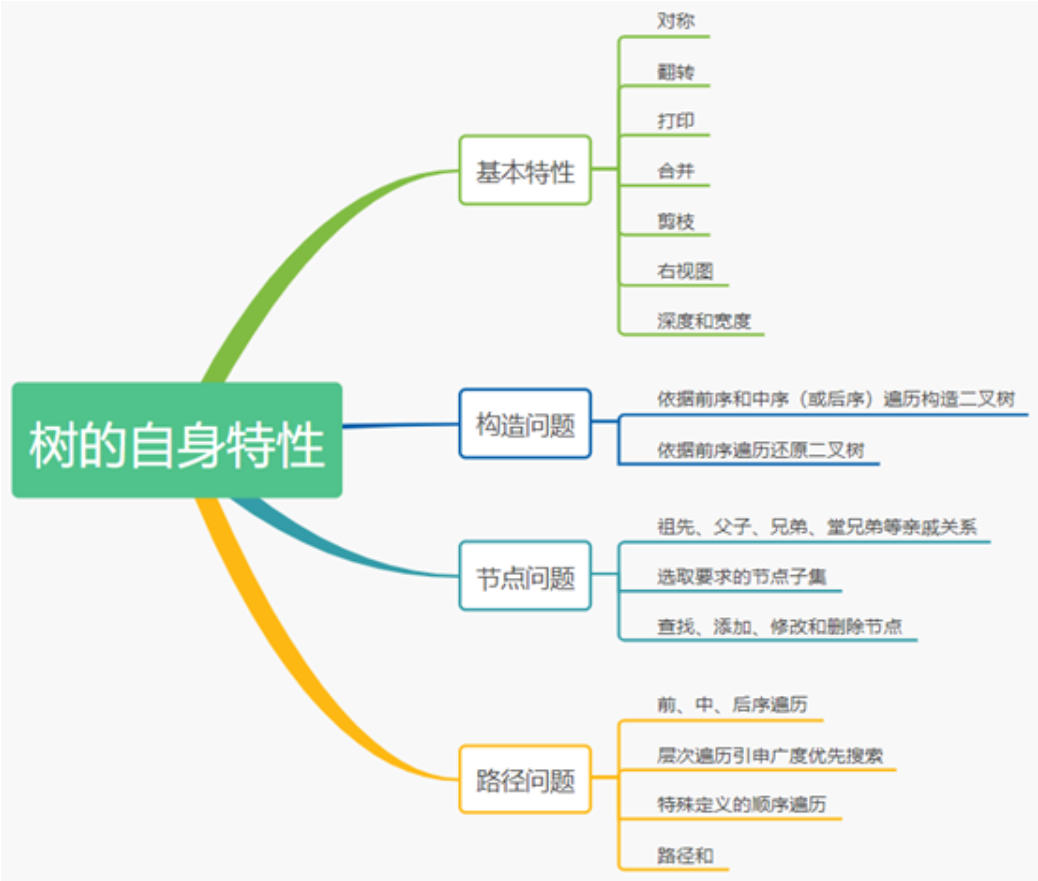 树的自身特性
基本特性
对称
翻转
打印
合并
剪枝
右视图
深度和宽度
构造问题
依据前序和中序（或后序）遍历构造二叉树
依据前序遍历还原二叉树
节点问题
祖先、父子、兄弟、堂兄弟等亲戚关系
选取要求的节点子集
查找、添加、修改和删除节点
路径问题
前、中、后序遍历
层次遍历引申广度优先搜索
特殊定义的顺序遍历
路径和